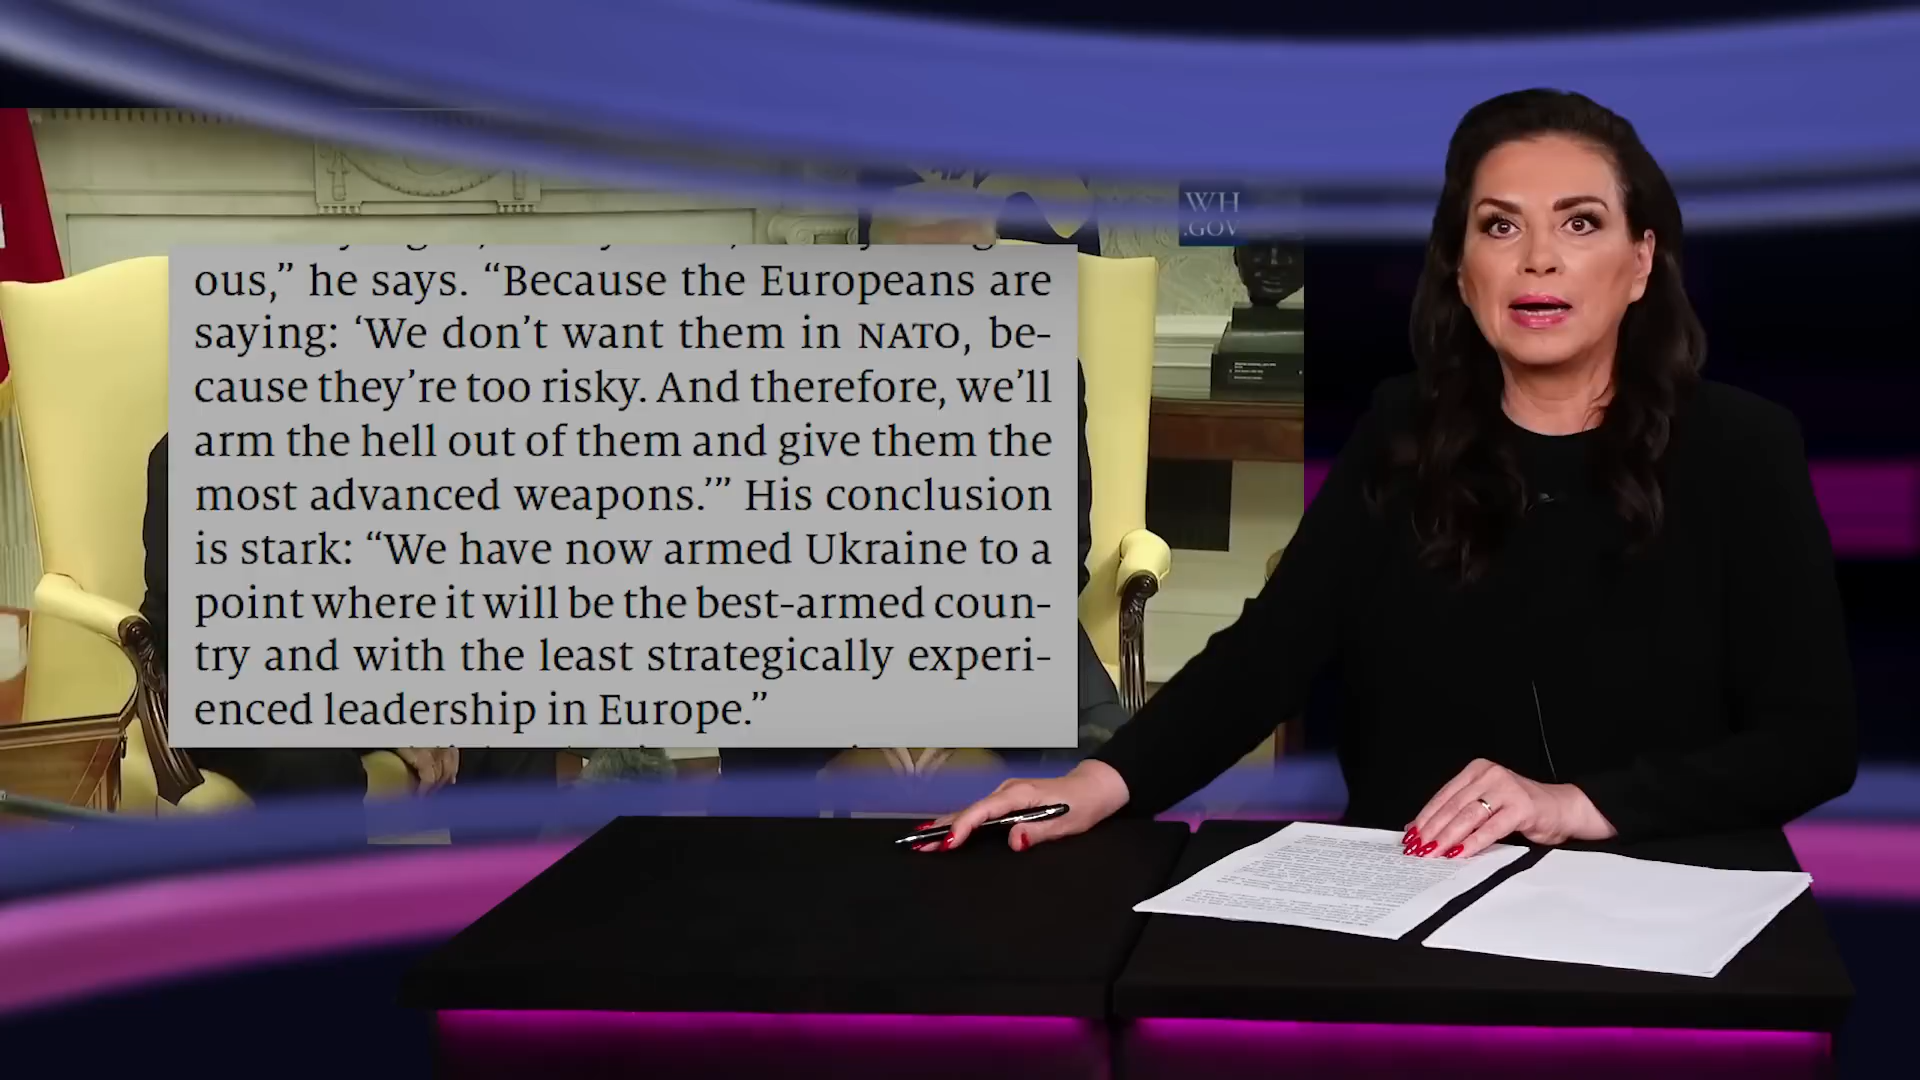 WH
.GOV
ous,” he says. “Because the Europeans are
saying: ‘We don’t want them in NATO, be-
cause they’re too risky. And therefore, we’ll
arm the hell out of them and give them the
most advanced weapons.’” His conclusion
is stark: “We have now armed Ukraine to a
point where it will be the best-armed coun-
try and with the least strategically experi-
enced leadership in Europe.”